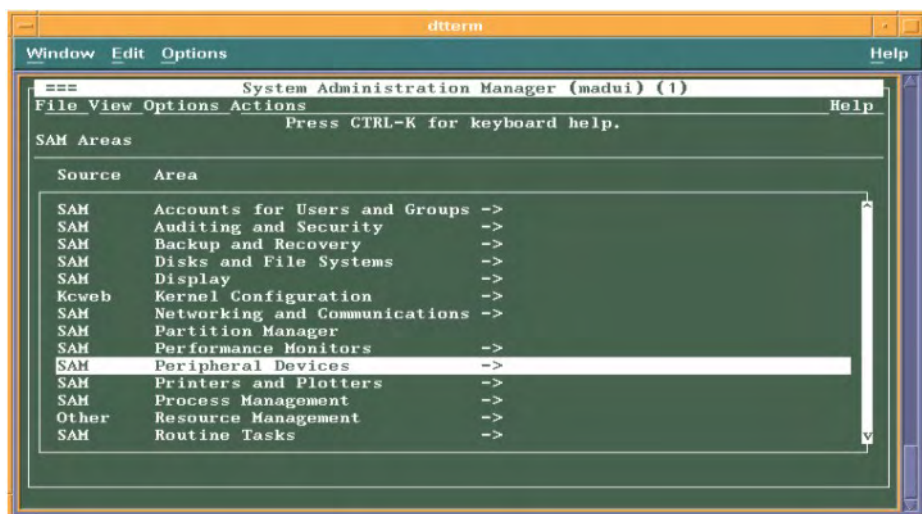 dtterm
Window Edit Options Help
=== System Administration Manager (madui) (1)
File View Options Actions Help
Press CTRL-K for keyboard help.
SAM Areas
Source Area
SAM Accounts for Users and Groups ->
SAM Auditing and Security ->
SAM Backup and Recovery ->
SAM Disks and File Systems ->
SAM Display ->
Kcweb Kernel Configuration ->
SAM Networking and Communications ->
SAM Partition Manager
SAM Performance Monitors ->
SAM Peripheral Devices ->
SAM Printers and Plotters ->
SAM Process Management ->
Other Resource Management ->
SAM Routine Tasks ->